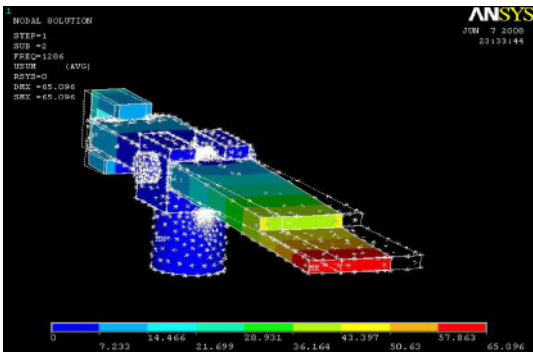 1
NODAL SOLUTION
STEP=1
SUB =2
FREQ=1286
USUM (AVG)
RSYS=0
DMX =65.096
SMX =65.096
ANSYS
JUN 7 2008
23:33:44
MN
MX
0 14.466 28.931 43.397 57.863
7.233 21.699 36.164 50.63 65.096